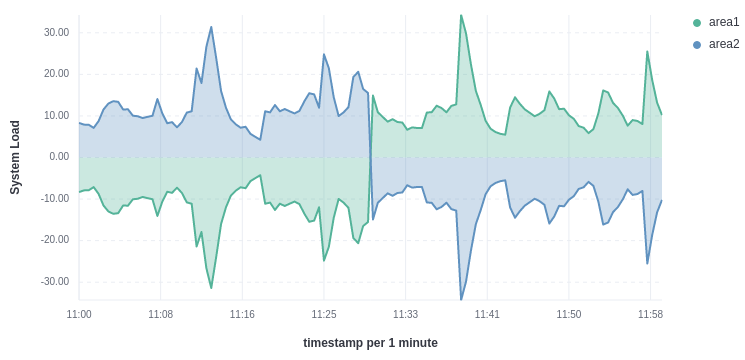 area1
area2
System Load
30.00
20.00
10.00
0.00
-10.00
-20.00
-30.00
11:00 11:08 11:16 11:25 11:33 11:41 11:50 11:58
timestamp per 1 minute